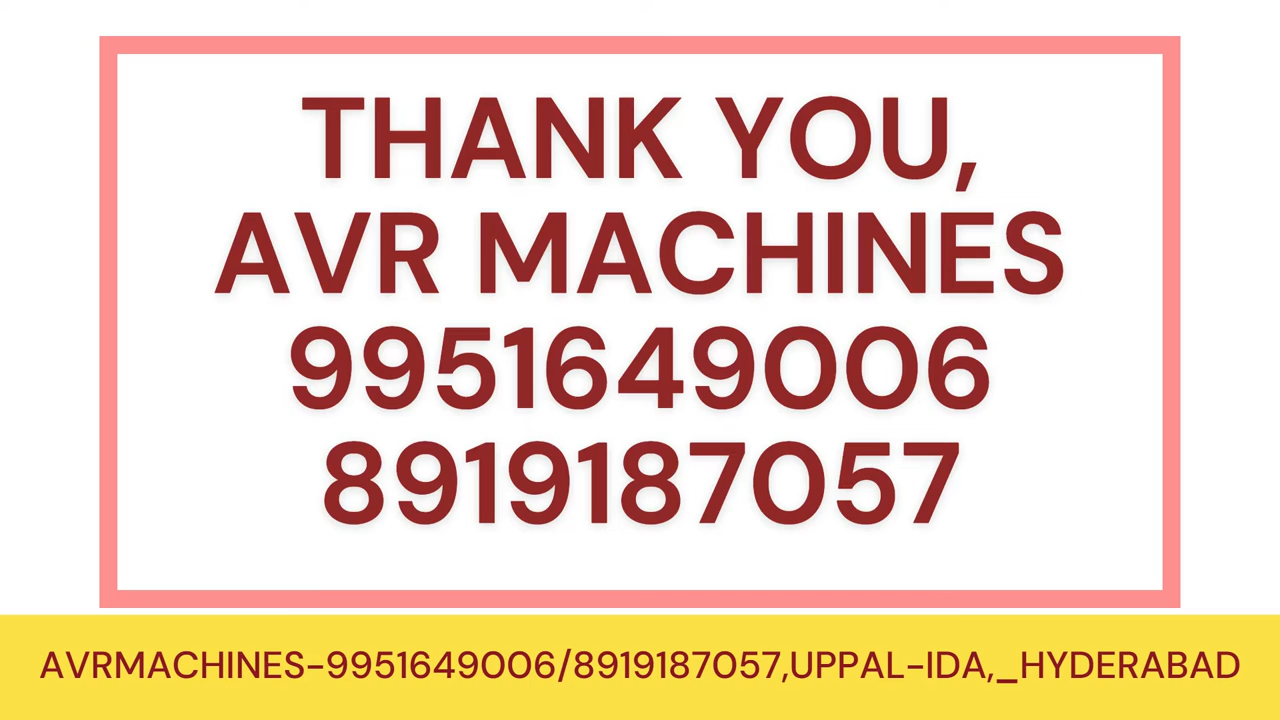 THANK YOU,
AVR MACHINES
9951649006
8919187057
AVRMACHINES-9951649006/8919187057,UPPAL-IDA,_HYDERABAD